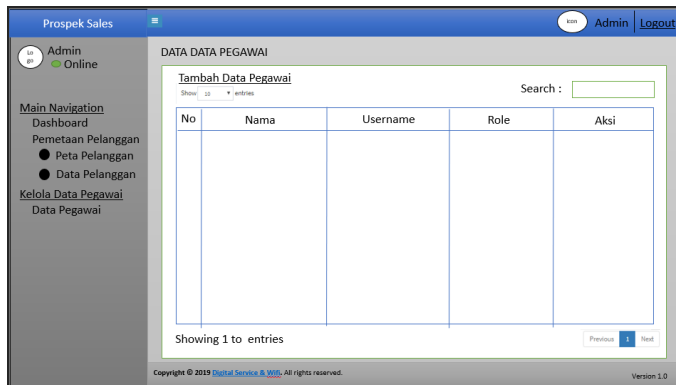 Prospek Sales
icon Admin Logout
Lo
go
Admin
Online
Main Navigation
Dashboard
Pemetaan Pelanggan
Peta Pelanggan
Data Pelanggan
Kelola Data Pegawai
Data Pegawai
DATA DATA PEGAWAI
Tambah Data Pegawai
Show 10 entries
Search :
No Nama Username Role Aksi
Showing 1 to entries
Previous 1 Next
Copyright © 2019 Digital Service & Wifi. All rights reserved.
Version 1.0